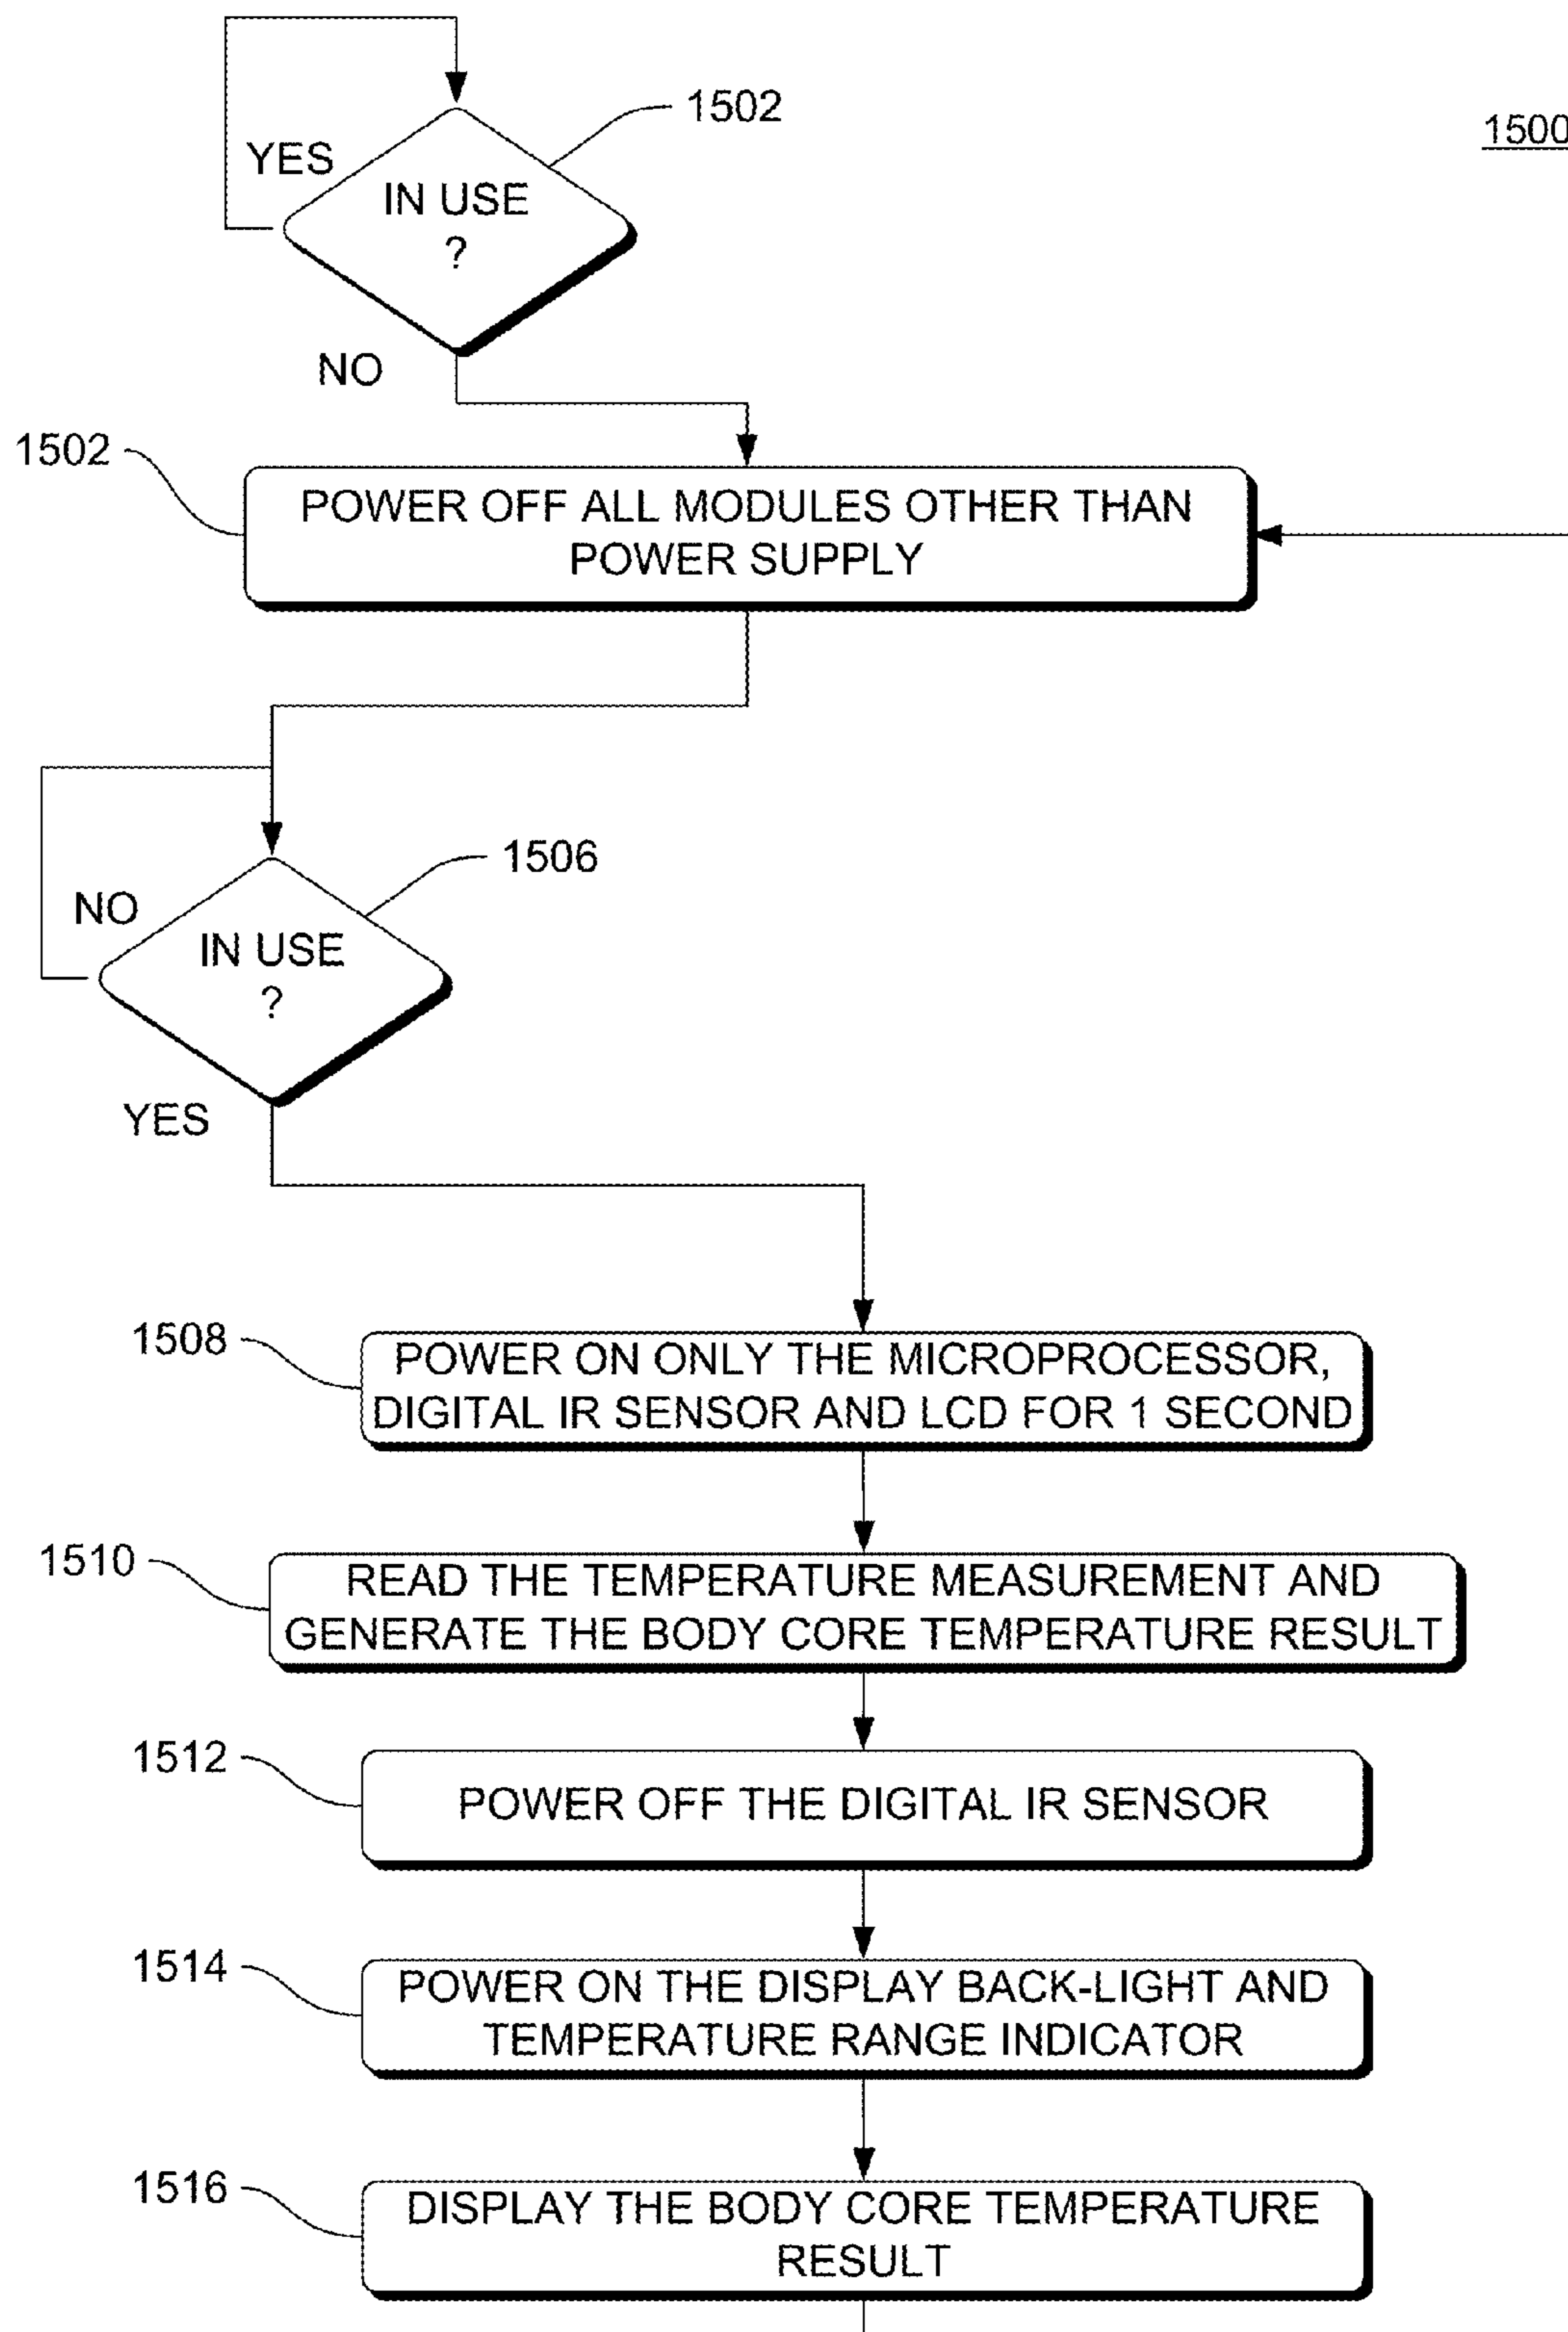 1502
1500
YES
IN USE
?
NO
1502
POWER OFF ALL MODULES OTHER THAN
POWER SUPPLY
1506
NO
IN USE
?
YES
1508
POWER ON ONLY THE MICROPROCESSOR,
DIGITAL IR SENSOR AND LCD FOR 1 SECOND
1510
READ THE TEMPERATURE MEASUREMENT AND
GENERATE THE BODY CORE TEMPERATURE RESULT
1512
POWER OFF THE DIGITAL IR SENSOR
1514
POWER ON THE DISPLAY BACK-LIGHT AND
TEMPERATURE RANGE INDICATOR
1516
DISPLAY THE BODY CORE TEMPERATURE
RESULT